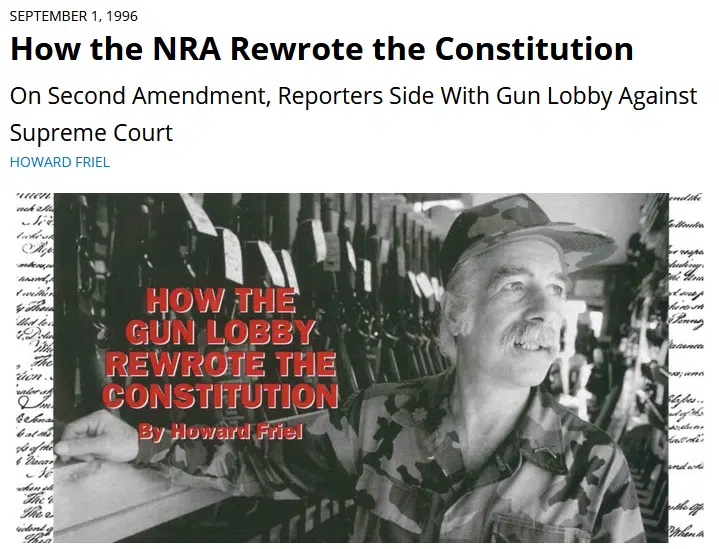 SEPTEMBER 1, 1996
How the NRA Rewrote the Constitution
On Second Amendment, Reporters Side With Gun Lobby Against
Supreme Court
HOWARD FRIEL
HOW THE
GUN LOBBY
REWROTE THE
CONSTITUTION
By Howard Friel